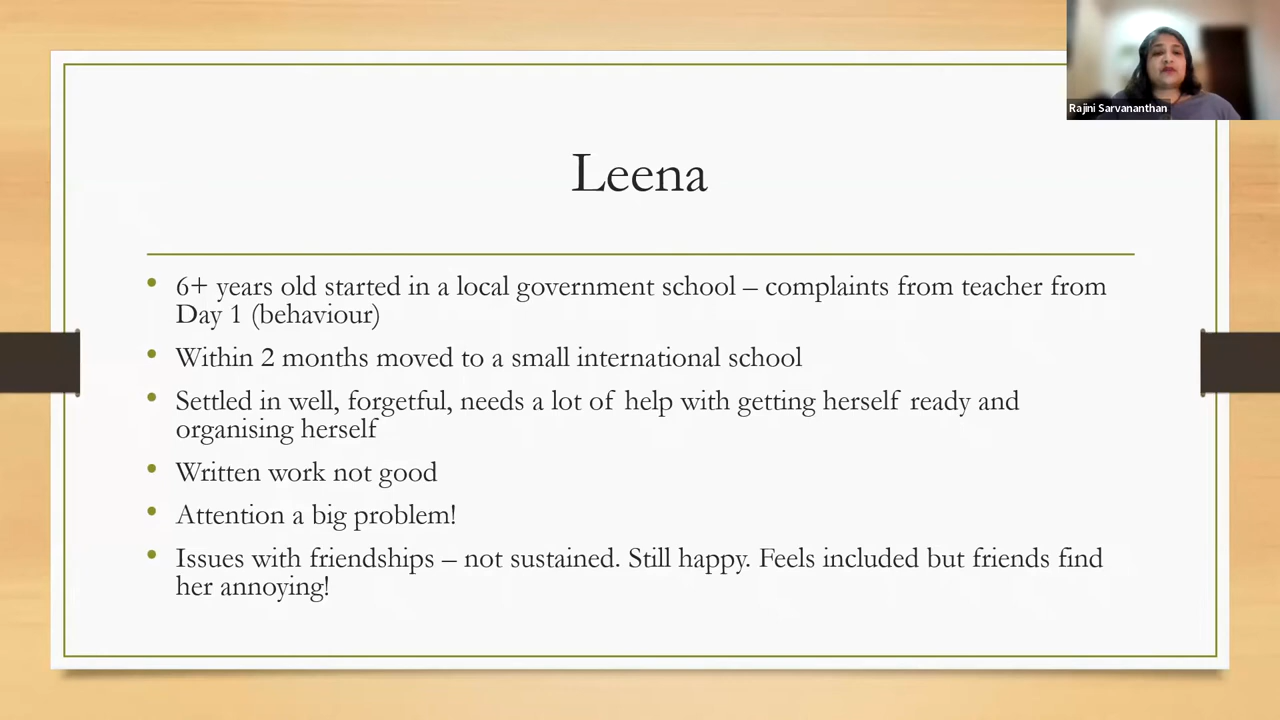 Rajini Sarvananthan
Leena
• 6+ years old started in a local government school – complaints from teacher from
Day 1 (behaviour)
• Within 2 months moved to a small international school
• Settled in well, forgetful, needs a lot of help with getting herself ready and
organising herself
• Written work not good
• Attention a big problem!
• Issues with friendships – not sustained. Still happy. Feels included but friends find
her annoying!